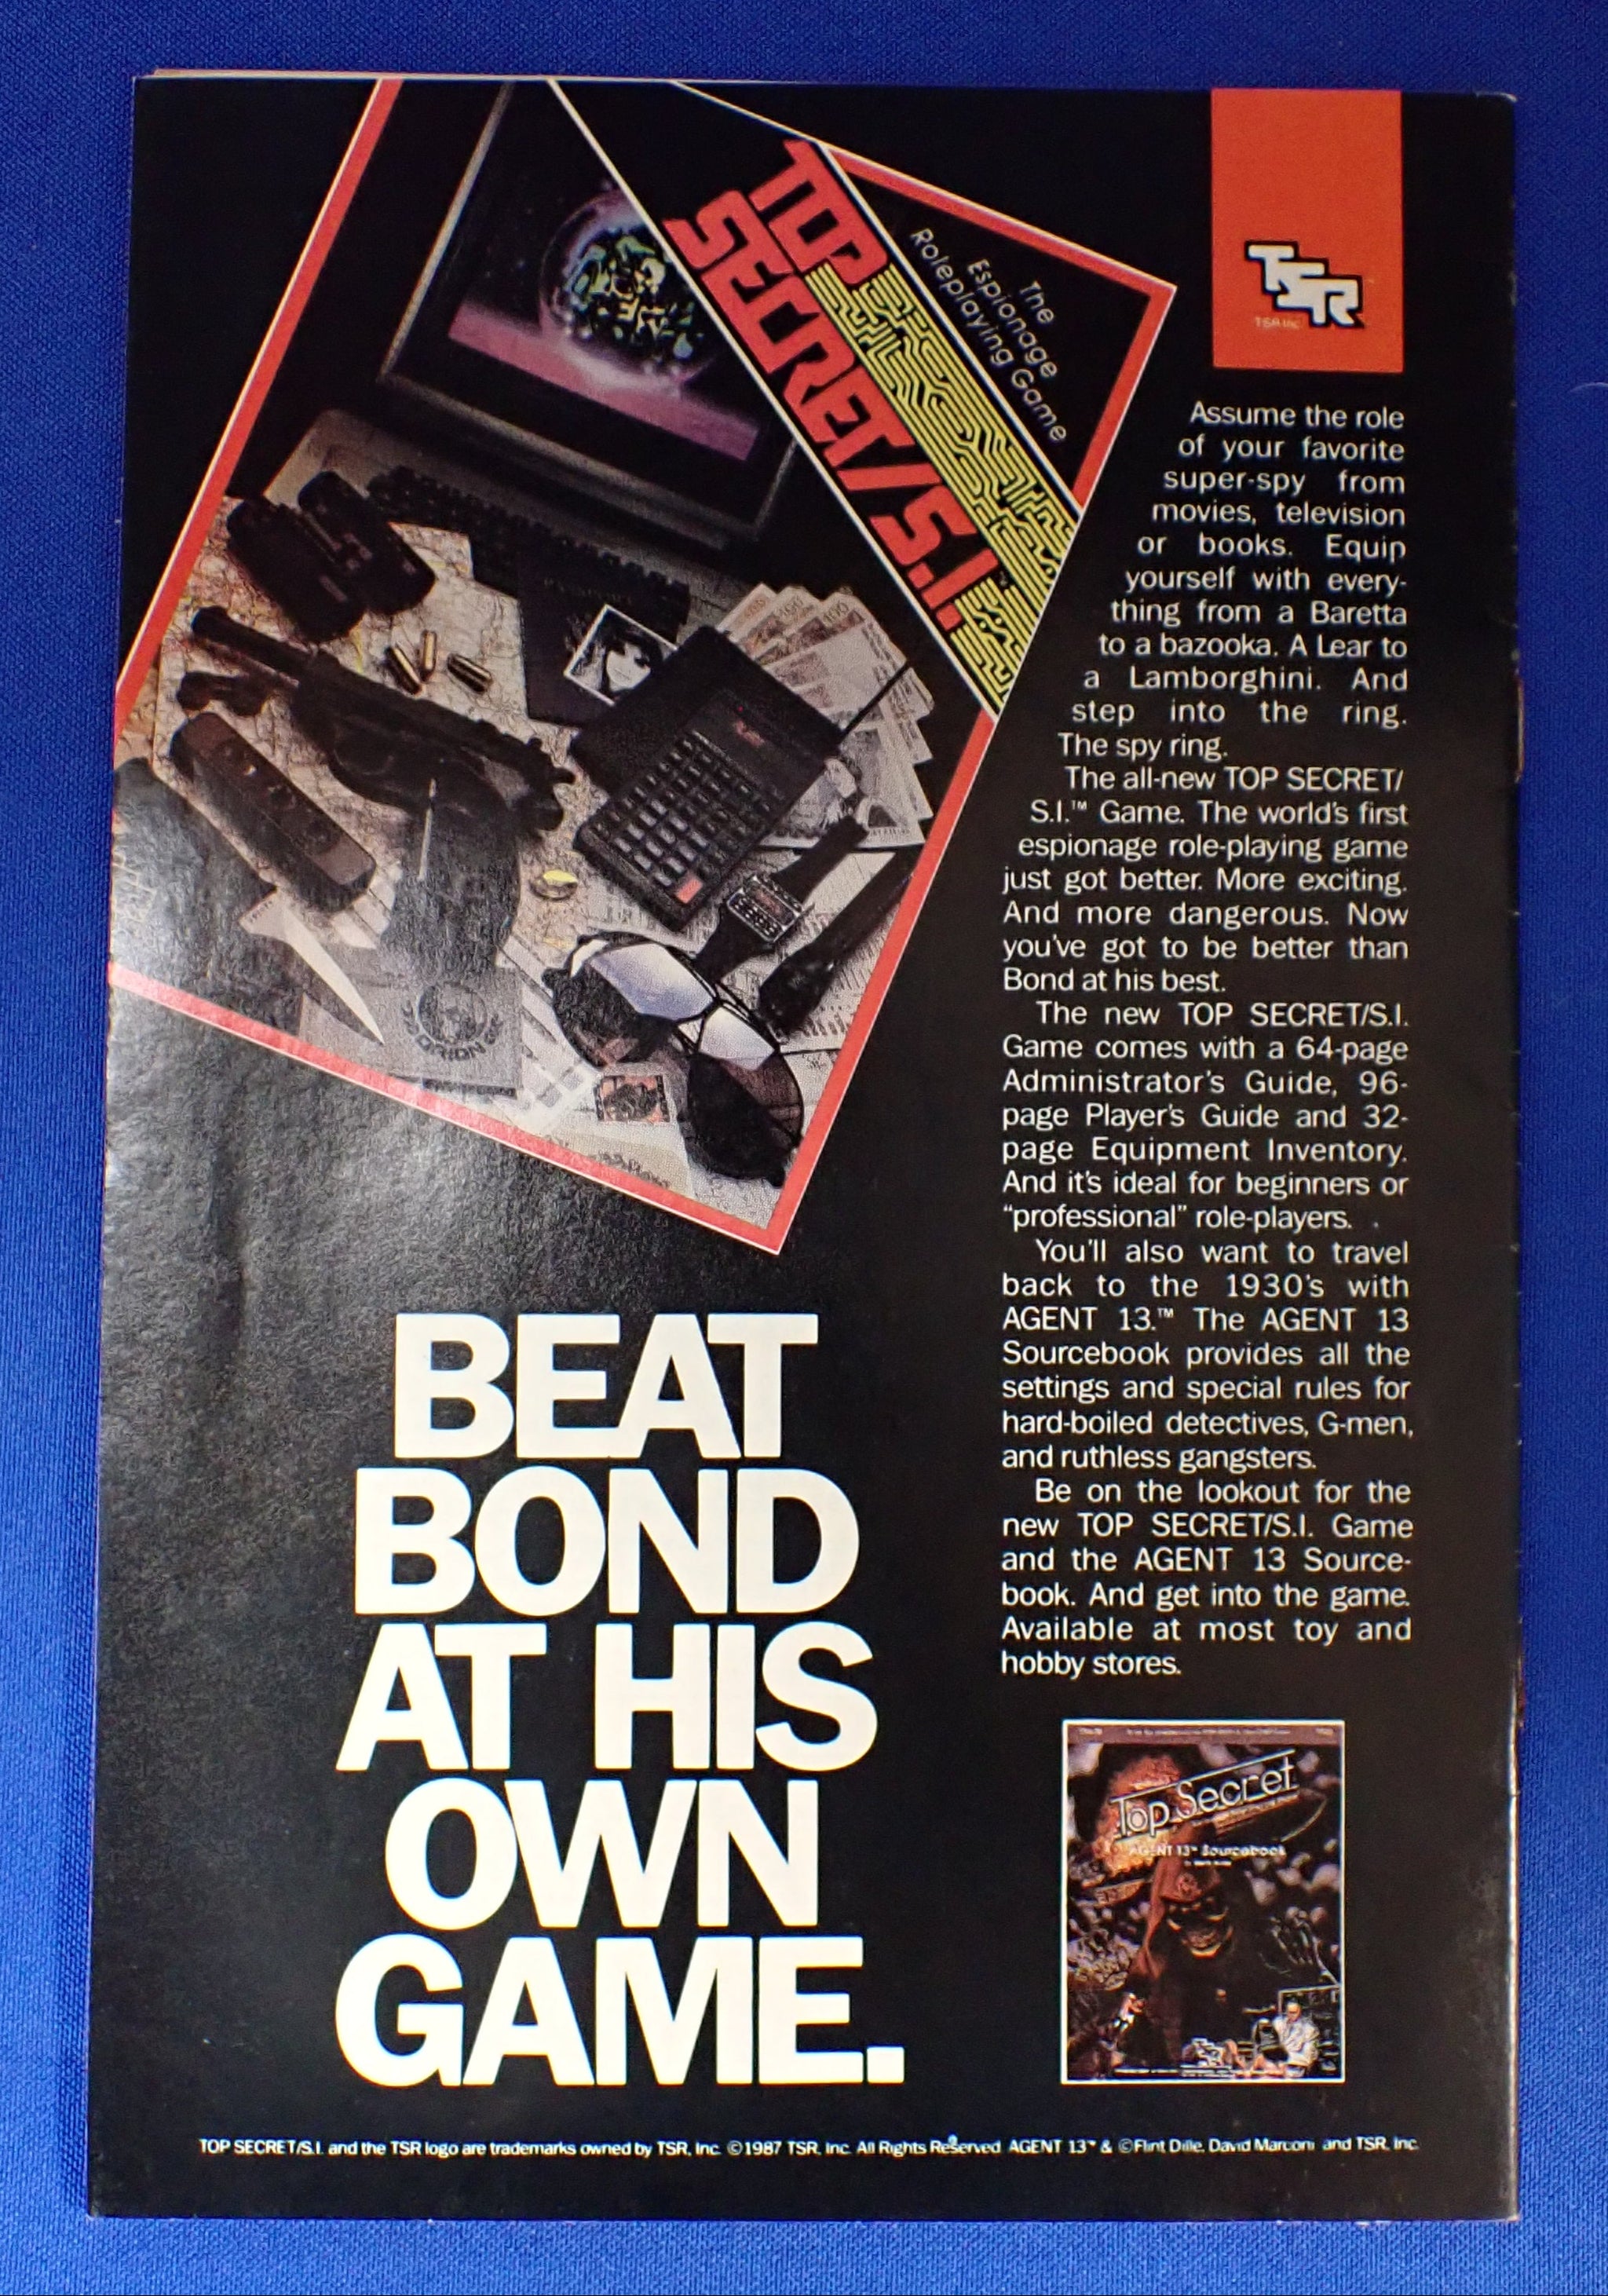 TOP
SECRET/S.I.™
The
Espionage
Roleplaying Game
TSR
TSR Inc
PASSPORT
ORION
Assume the role
of your favorite
super-spy from
movies, television
or books. Equip
yourself with every-
thing from a Baretta
to a bazooka. A Lear to
a Lamborghini. And
step into the ring.
The spy ring.
The all-new TOP SECRET/
S.I.™ Game. The world's first
espionage role-playing game
just got better. More exciting.
And more dangerous. Now
you've got to be better than
Bond at his best.
The new TOP SECRET/S.I.
Game comes with a 64-page
Administrator's Guide, 96-
page Player's Guide and 32-
page Equipment Inventory.
And it's ideal for beginners or
"professional" role-players.
You'll also want to travel
back to the 1930's with
AGENT 13.™ The AGENT 13
Sourcebook provides all the
settings and special rules for
hard-boiled detectives, G-men,
and ruthless gangsters.
Be on the lookout for the
new TOP SECRET/S.I. Game
and the AGENT 13 Source-
book. And get into the game.
Available at most toy and
hobby stores.
BEAT
BOND
AT HIS
OWN
GAME.
Top Secret
AGENT 13™ Sourcebook
TOP SECRET/S.I. and the TSR logo are trademarks owned by TSR, Inc. ©1987 TSR, Inc. All Rights Reserved. AGENT 13™ & ©Flint Dille, David Marconi and TSR, Inc.